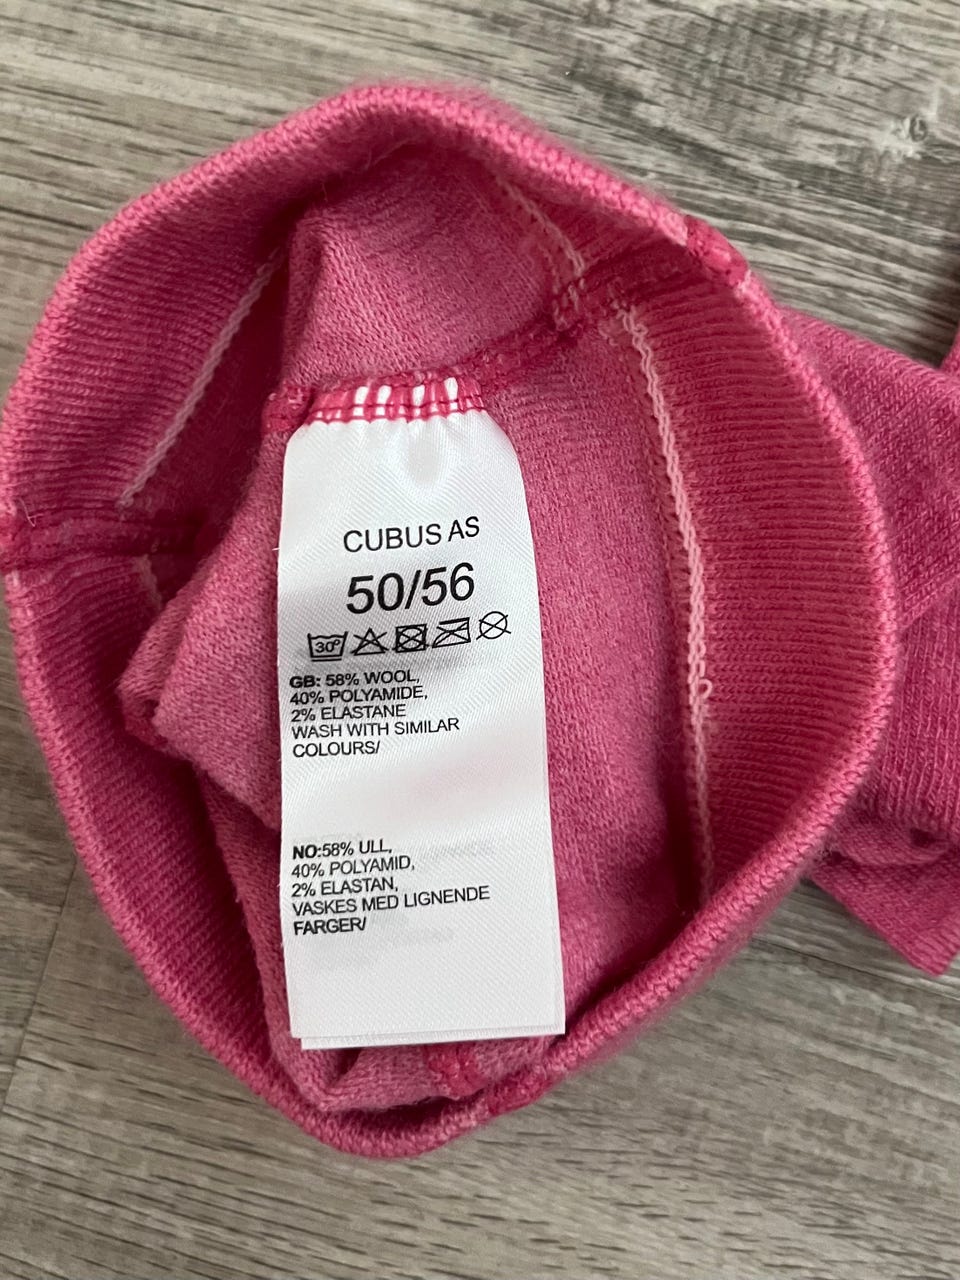 CUBUS AS
50/56
30°
GB: 58% WOOL,
40% POLYAMIDE,
2% ELASTANE
WASH WITH SIMILAR
COLOURS/
NO:58% ULL,
40% POLYAMID,
2% ELASTAN,
VASKES MED LIGNENDE
FARGER/